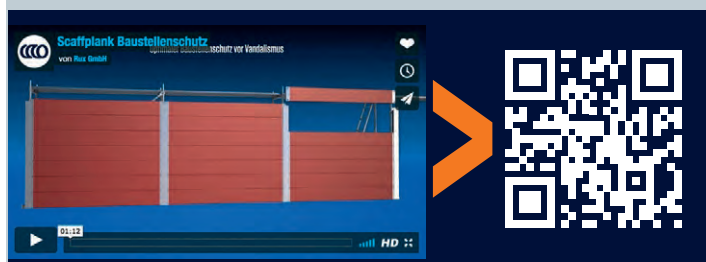 Scaffplank Baustellenschutz
Optimaler Baustellenschutz vor Vandalismus
von Rux GmbH
01:12
HD